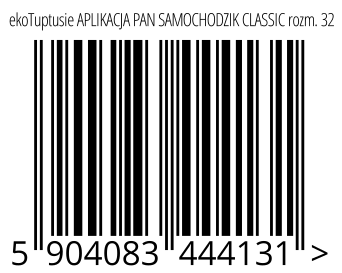 ekoTuptusie APLIKACJA PAN SAMOCHODZIK CLASSIC rozm. 32
5 904083 444131 >